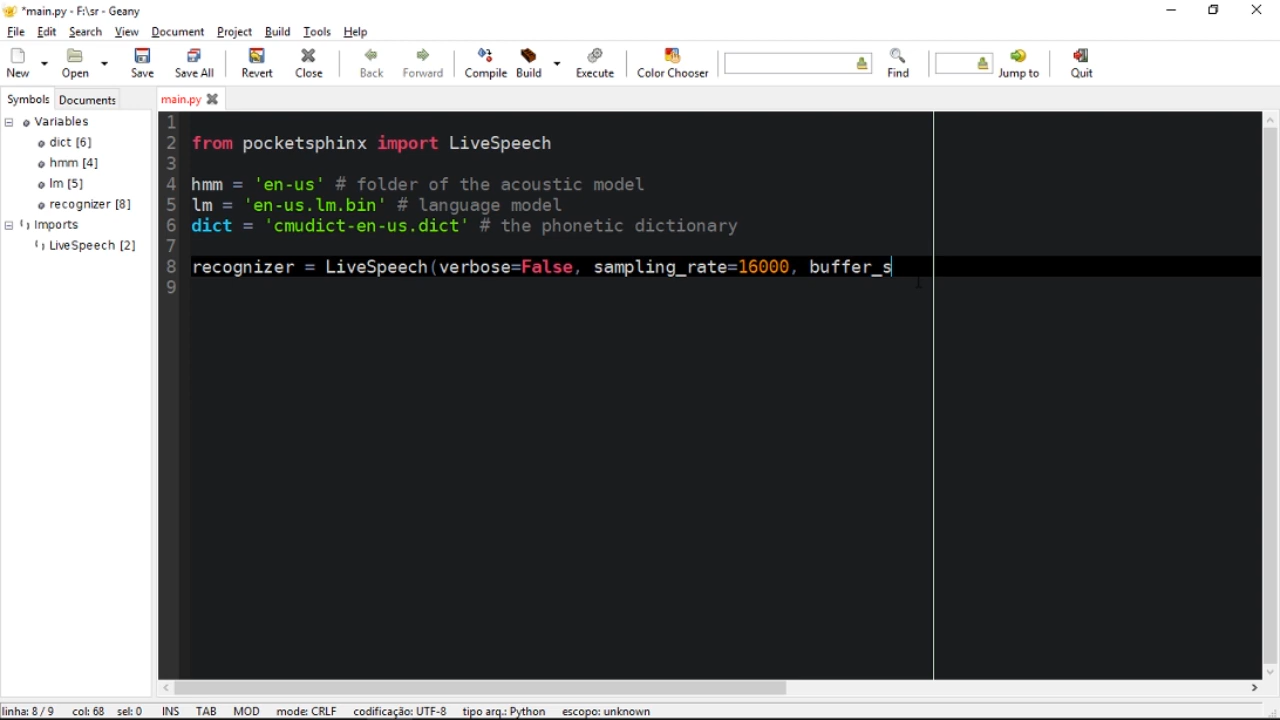 *main.py - F:\sr - Geany
File Edit Search View Document Project Build Tools Help
New Open Save Save All Revert Close Back Forward Compile Build Execute Color Chooser Find Jump to Quit
Symbols Documents main.py
Variables
dict [6]
hmm [4]
lm [5]
recognizer [8]
Imports
LiveSpeech [2]
1
2 from pocketsphinx import LiveSpeech
3
4 hmm = 'en-us' # folder of the acoustic model
5 lm = 'en-us.lm.bin' # language model
6 dict = 'cmudict-en-us.dict' # the phonetic dictionary
7
8 recognizer = LiveSpeech(verbose=False, sampling_rate=16000, buffer_s
9
linha: 8 / 9 col: 68 sel: 0 INS TAB MOD mode: CRLF codificação: UTF-8 tipo arq.: Python escopo: unknown